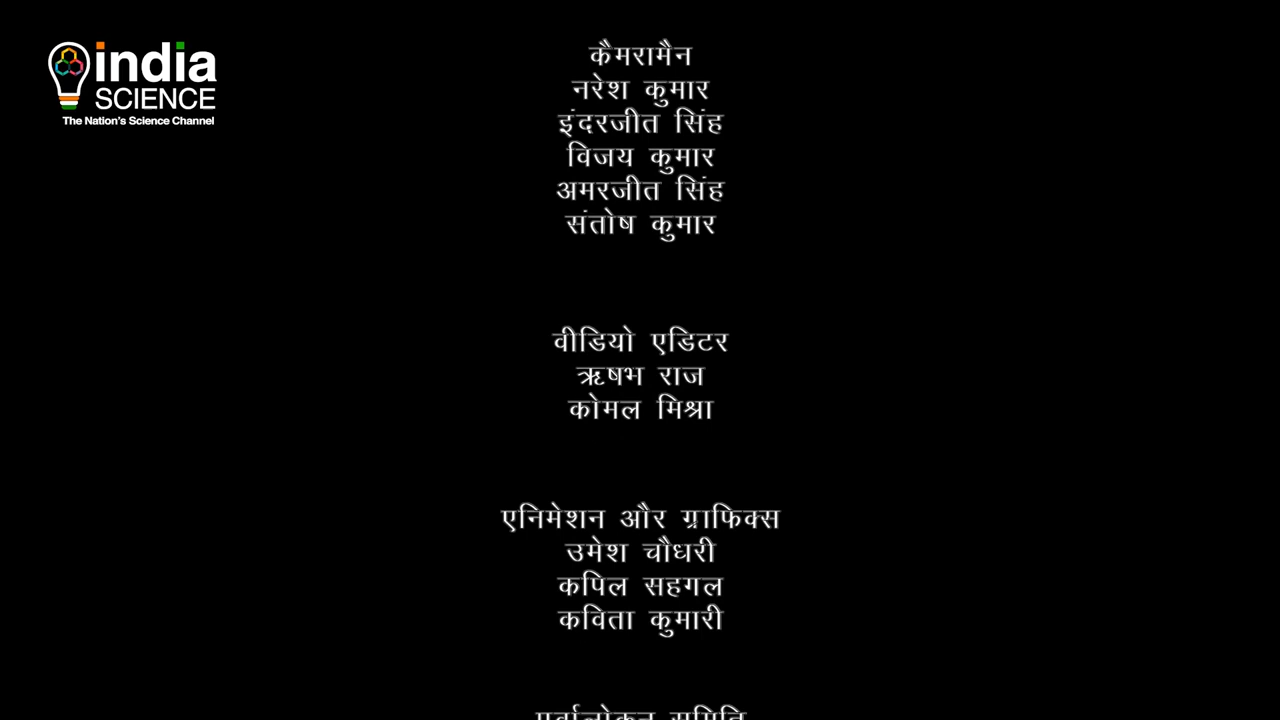 india
SCIENCE
The Nation's Science Channel
कैमरामैन
नरेश कुमार
इंदरजीत सिंह
विजय कुमार
अमरजीत सिंह
संतोष कुमार
वीडियो एडिटर
ऋषभ राज
कोमल मिश्रा
एनिमेशन और ग्राफिक्स
उमेश चौधरी
कपिल सहगल
कविता कुमारी